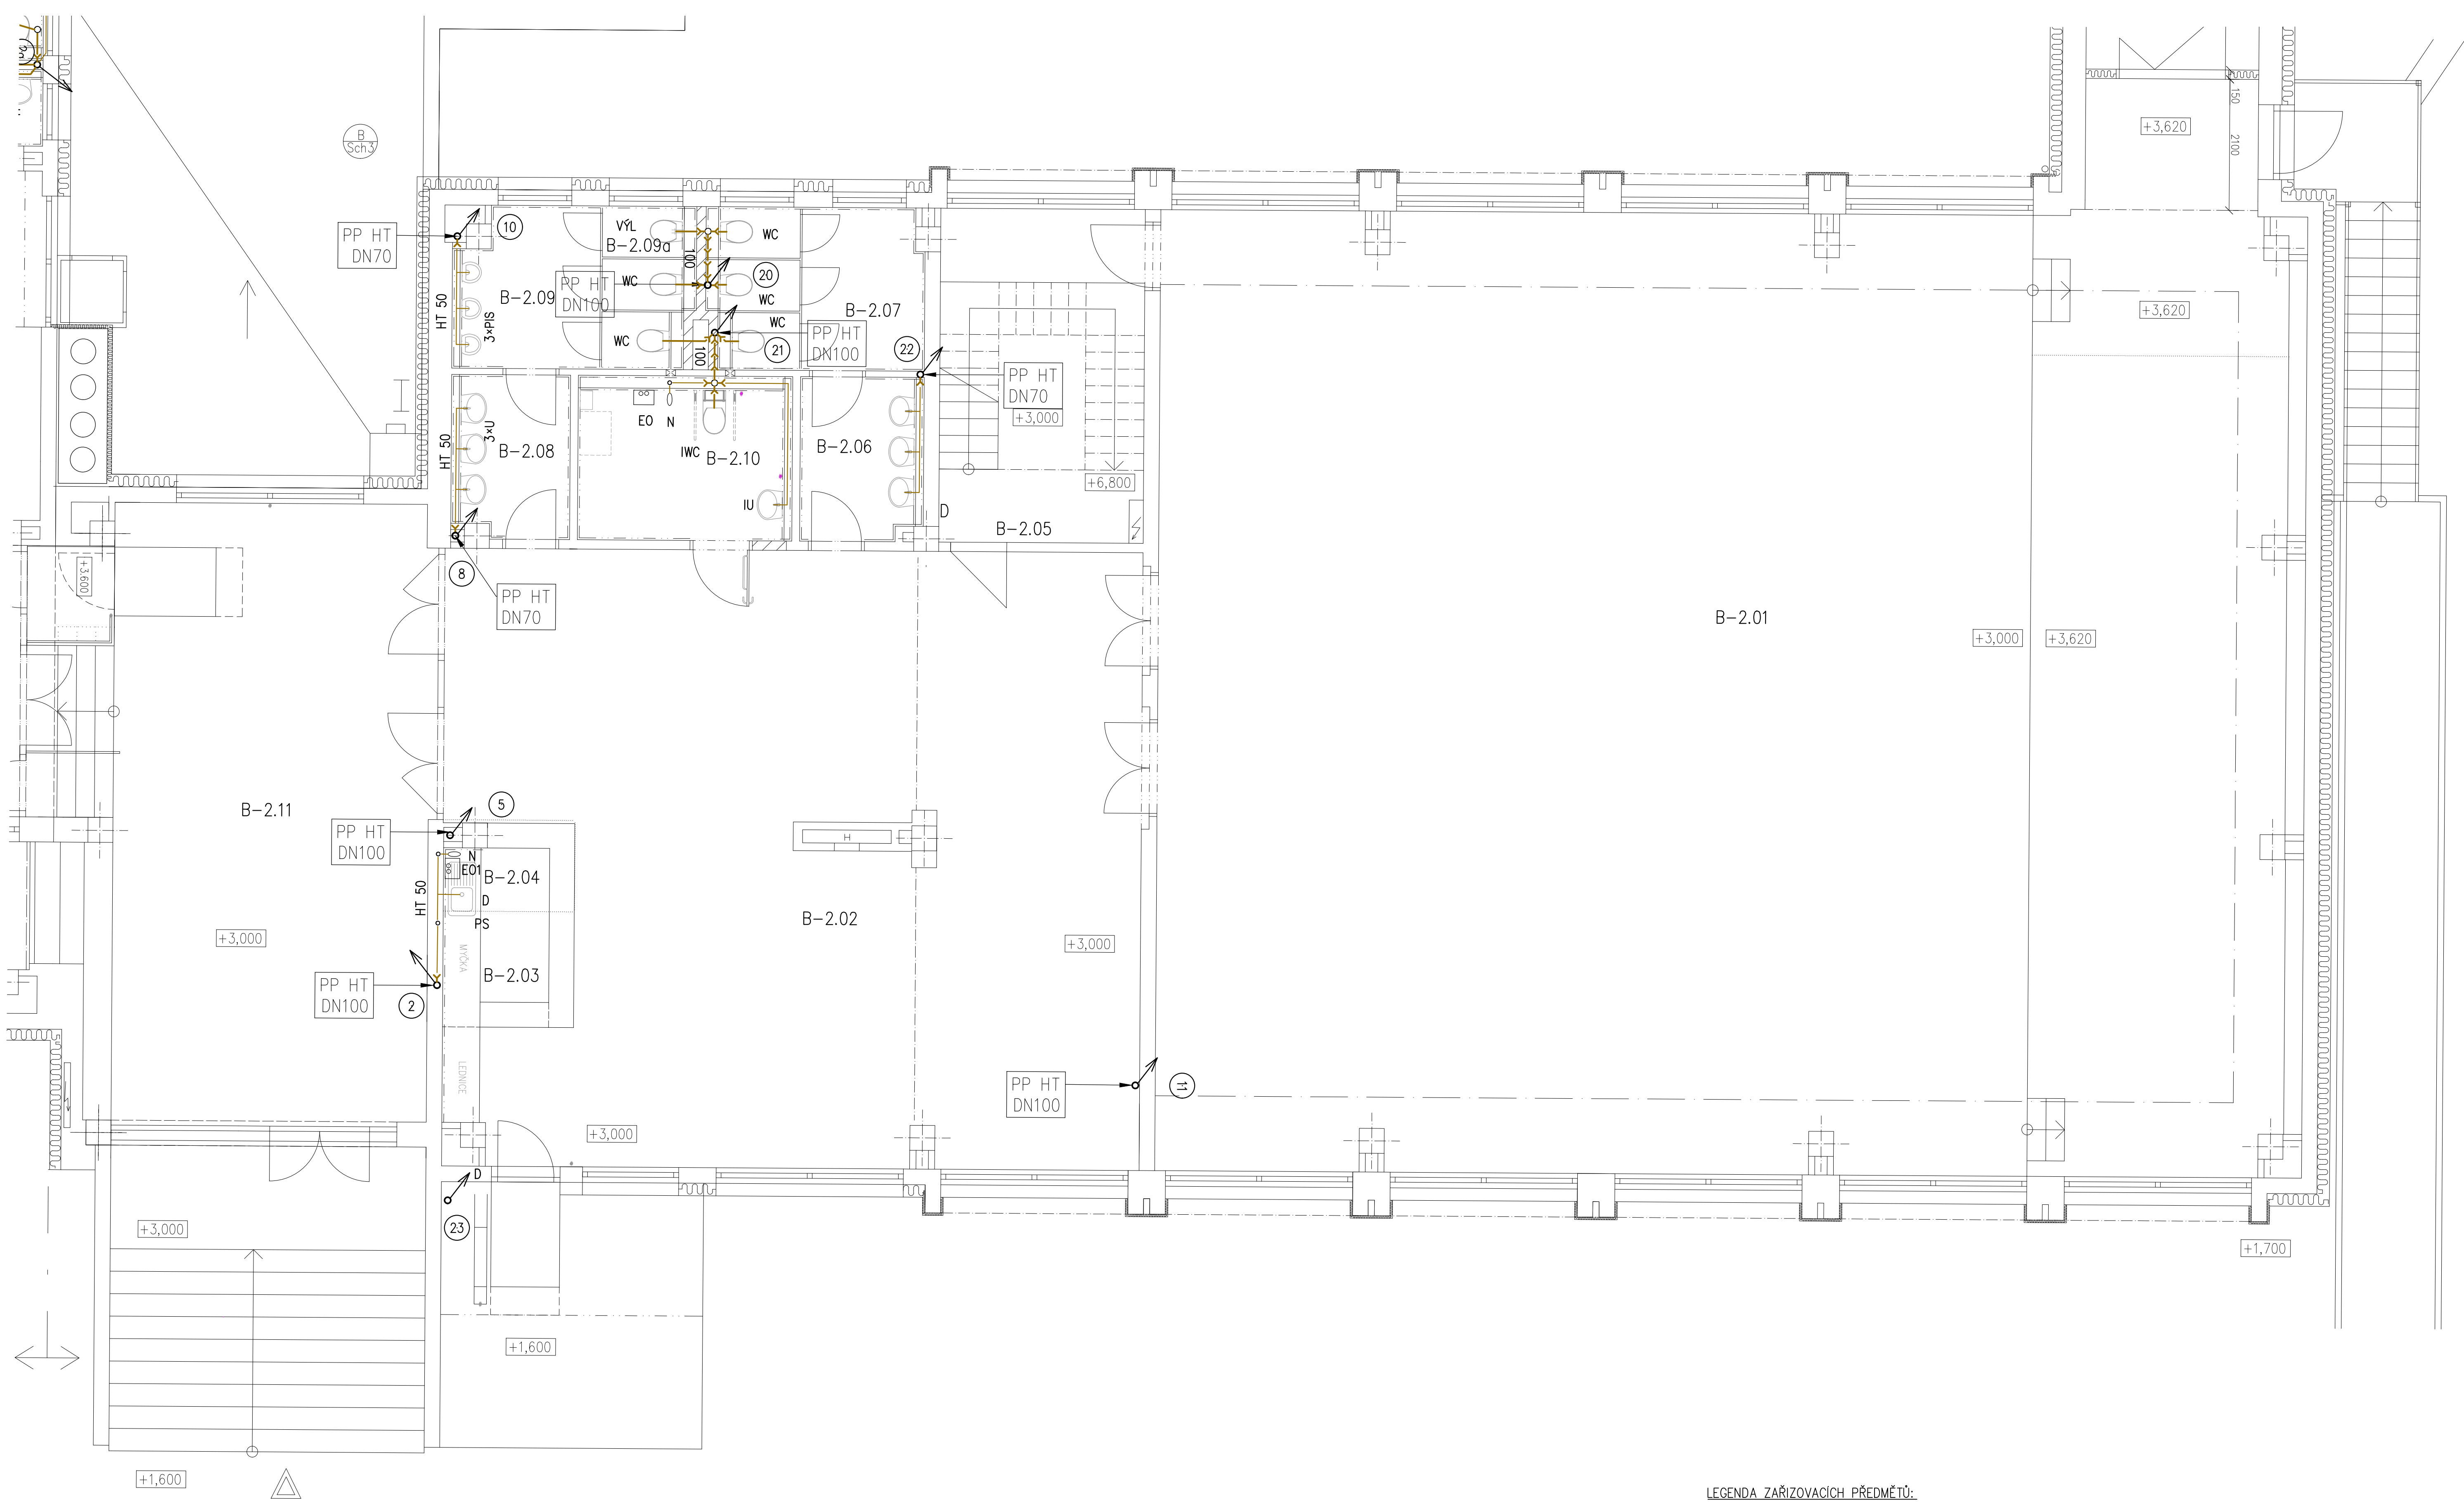 B
Sch3
+3,620
150
2100
PP HT
DN70
10
VÝL
B-2.09a
WC
100
20
WC
PP HT
DN100
WC
HT 50
3×PIS
B-2.09
B-2.07
+3,620
WC
WC
100
21
PP HT
DN100
22
PP HT
DN70
+3,000
HT 50
3×U
B-2.08
EO
N
IWC
B-2.10
IU
B-2.06
D
B-2.05
+6,800
8
PP HT
DN70
+3,600
B-2.01
+3,000
+3,620
B-2.11
5
PP HT
DN100
N
EO1
B-2.04
HT 50
D
PS
MYČKA
B-2.03
H
B-2.02
+3,000
+3,000
PP HT
DN100
2
LEDNICE
PP HT
DN100
11
+3,000
D
23
+3,000
+1,700
+1,600
+1,600
LEGENDA ZAŘIZOVACÍCH PŘEDMĚTŮ: